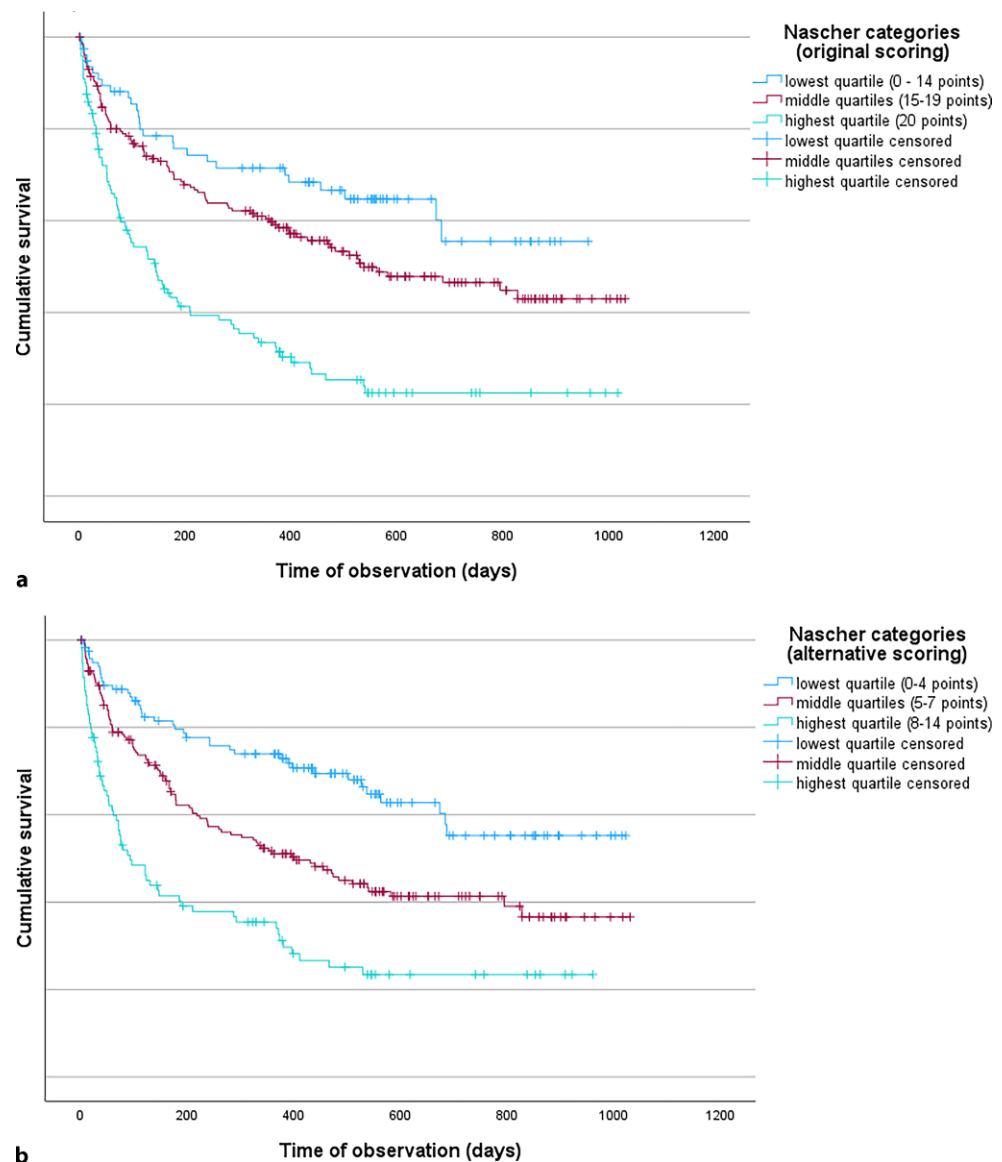 Nascher categories
(original scoring)
lowest quartile (0 - 14 points)
middle quartiles (15-19 points)
highest quartile (20 points)
lowest quartile censored
middle quartiles censored
highest quartile censored
Cumulative survival
0 200 400 600 800 1000 1200
Time of observation (days)
a
Nascher categories
(alternative scoring)
lowest quartile (0-4 points)
middle quartiles (5-7 points)
highest quartile (8-14 points)
lowest quartile censored
middle quartile censored
highest quartile censored
Cumulative survival
0 200 400 600 800 1000 1200
Time of observation (days)
b